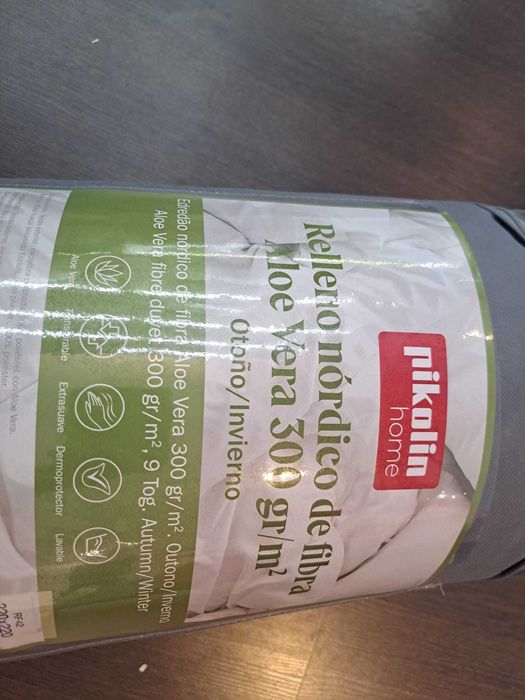 pikolin
home
Relleno nórdico de fibra
Aloe Vera 300 gr/m²
Otoño/Invierno
Edredão nórdico de fibra Aloe Vera 300 gr/m² Outono/Inverno
Aloe Vera fibre duvet 300 gr/m², 9 Tog. Autumn/Winter
Aloe Vera
Transpirable
Extrasuave
Dermoprotector
Lavable
RF42
220x220